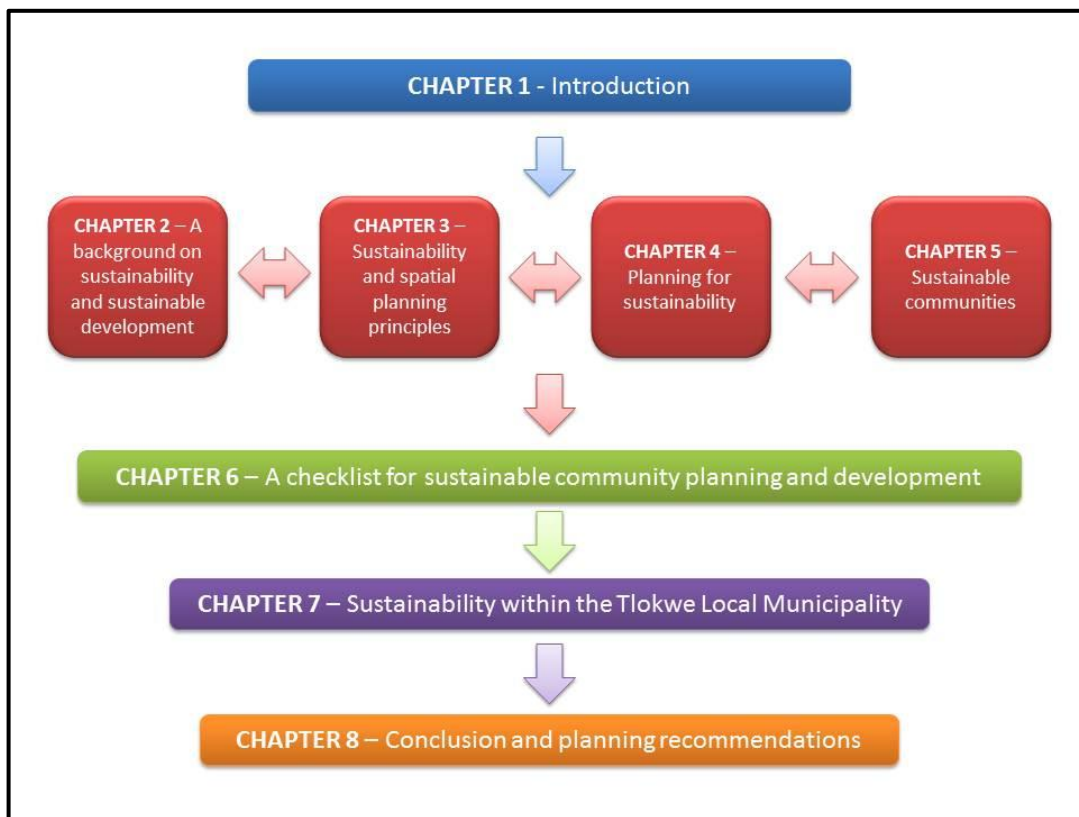 CHAPTER 1 - Introduction
CHAPTER 2 – A
background on
sustainability
and sustainable
development
CHAPTER 3 –
Sustainability
and spatial
planning
principles
CHAPTER 4 –
Planning for
sustainability
CHAPTER 5 –
Sustainable
communities
CHAPTER 6 – A checklist for sustainable community planning and development
CHAPTER 7 – Sustainability within the Tlokwe Local Municipality
CHAPTER 8 – Conclusion and planning recommendations